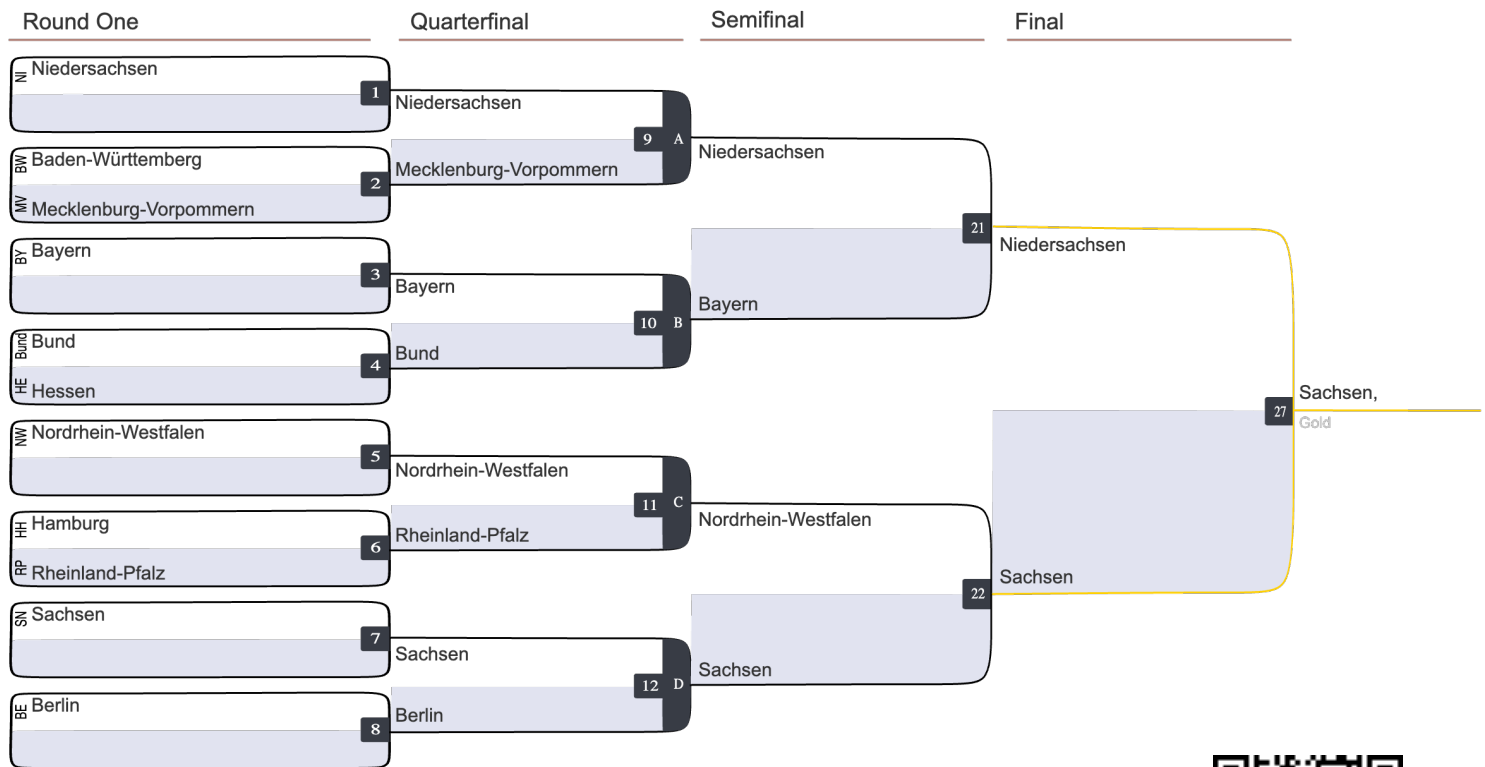 Round One
Quarterfinal
Semifinal
Final
NI Niedersachsen
1
BW Baden-Württemberg
2
MV Mecklenburg-Vorpommern
BY Bayern
3
Bund Bund
4
HE Hessen
NW Nordrhein-Westfalen
5
HH Hamburg
6
RP Rheinland-Pfalz
SN Sachsen
7
BE Berlin
8
Niedersachsen
9 A
Mecklenburg-Vorpommern
Bayern
10 B
Bund
Nordrhein-Westfalen
11 C
Rheinland-Pfalz
Sachsen
12 D
Berlin
Niedersachsen
21
Bayern
Nordrhein-Westfalen
22
Sachsen
Niedersachsen
27
Sachsen
Sachsen,
Gold